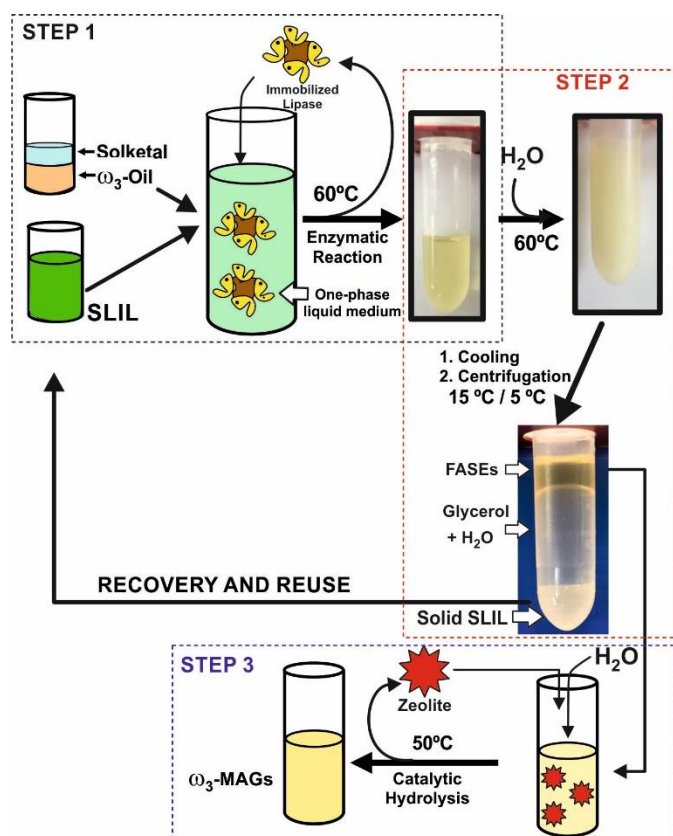 STEP 1
Immobilized
Lipase
Solketal
ω₃-Oil
SLIL
60ºC
Enzymatic
Reaction
One-phase
liquid medium
STEP 2
H₂O
60ºC
1. Cooling
2. Centrifugation
15 ºC / 5 ºC
FASEs
Glycerol
+ H₂O
Solid SLIL
RECOVERY AND REUSE
STEP 3
Zeolite
H₂O
50ºC
Catalytic
Hydrolysis
ω₃-MAGs